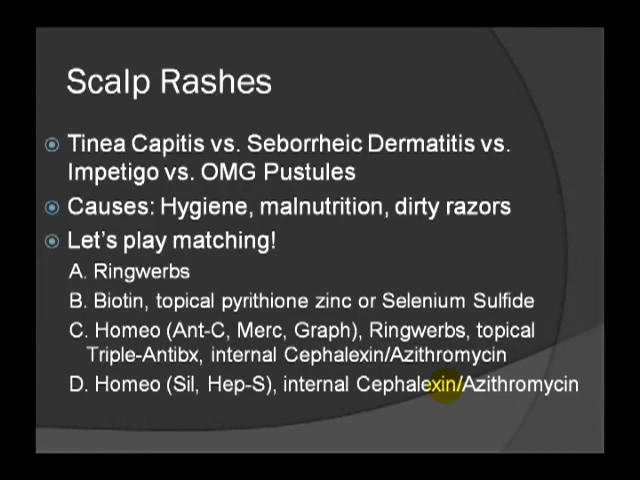 Scalp Rashes
Tinea Capitis vs. Seborrheic Dermatitis vs.
Impetigo vs. OMG Pustules
Causes: Hygiene, malnutrition, dirty razors
Let's play matching!
A. Ringwerbs
B. Biotin, topical pyrithione zinc or Selenium Sulfide
C. Homeo (Ant-C, Merc, Graph), Ringwerbs, topical
Triple-Antibx, internal Cephalexin/Azithromycin
D. Homeo (Sil, Hep-S), internal Cephalexin/Azithromycin